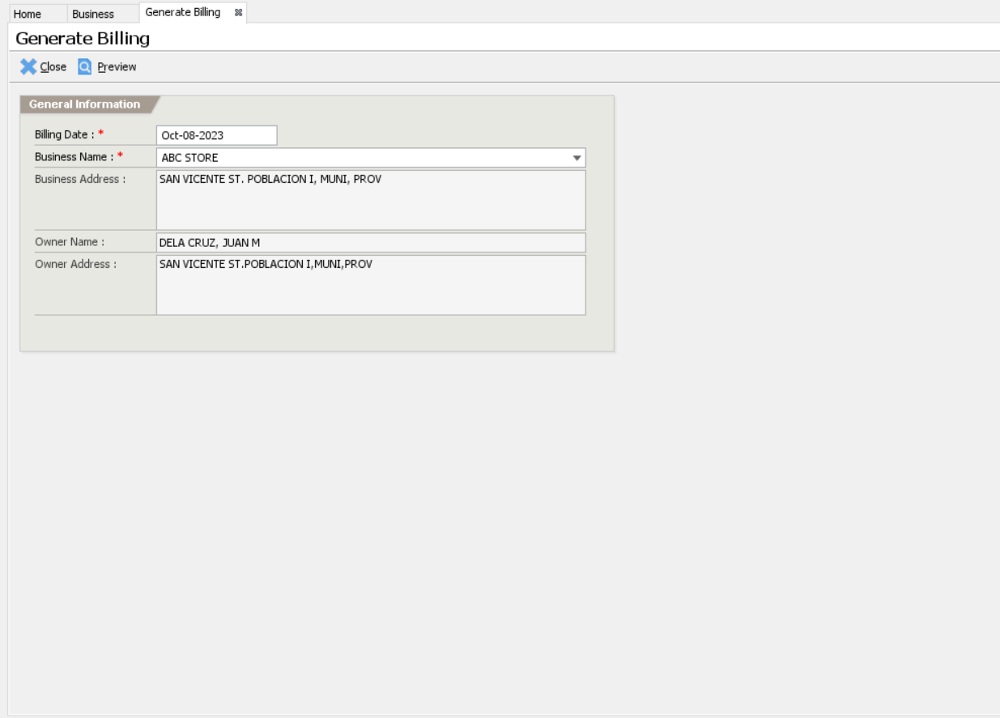 Home Business Generate Billing
Generate Billing
Close Preview
General Information
Billing Date : * Oct-08-2023
Business Name : * ABC STORE
Business Address : SAN VICENTE ST. POBLACION I, MUNI, PROV
Owner Name : DELA CRUZ, JUAN M
Owner Address : SAN VICENTE ST.POBLACION I,MUNI,PROV